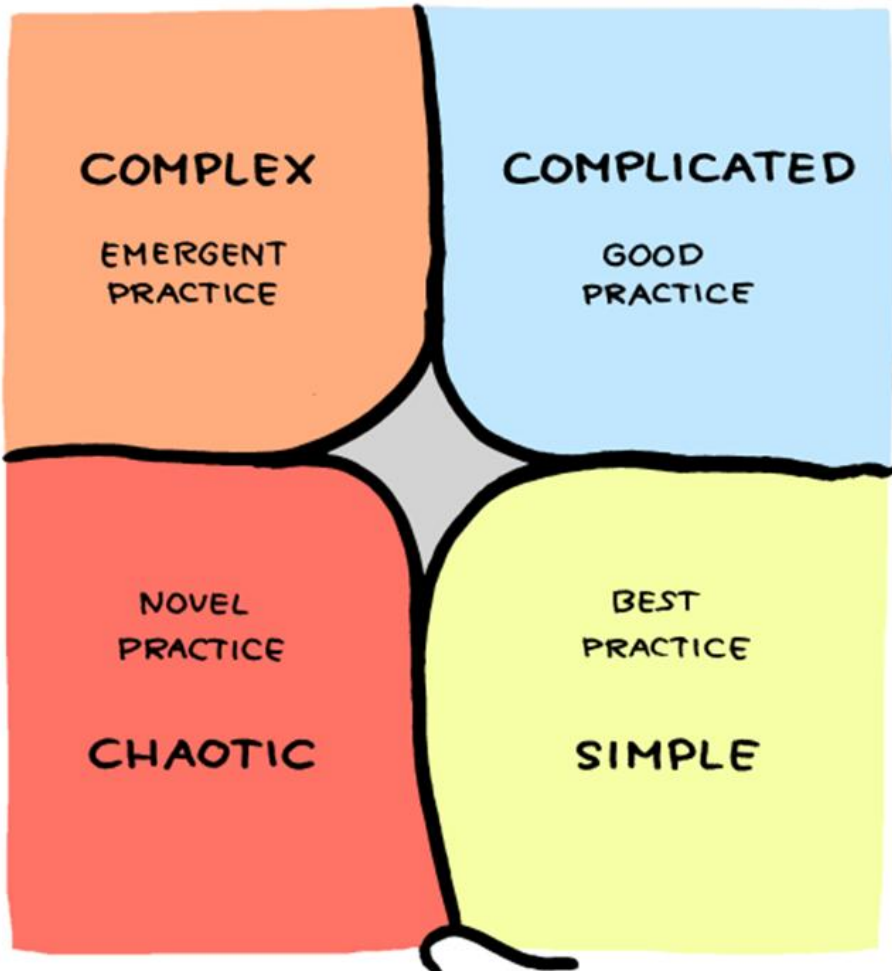 COMPLEX
EMERGENT
PRACTICE
COMPLICATED
GOOD
PRACTICE
NOVEL
PRACTICE
CHAOTIC
BEST
PRACTICE
SIMPLE